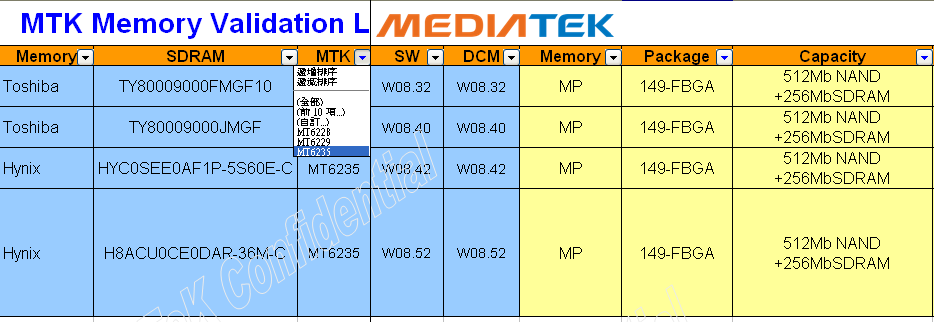 MTK Memory Validation L
MEDIATEK
Memory SDRAM MTK SW DCM Memory Package Capacity
Toshiba TY80009000FMGF10 W08.32 W08.32 MP 149-FBGA 512Mb NAND
+256MbSDRAM
遞增排序
遞減排序
(全部)
(前 10 項...)
(自訂...)
MT6228
MT6229
MT6235
Toshiba TY80009000JMGF W08.40 W08.40 MP 149-FBGA 512Mb NAND
+256MbSDRAM
Hynix HYC0SEE0AF1P-5S60E-C MT6235 W08.42 W08.42 MP 149-FBGA 512Mb NAND
+256MbSDRAM
Hynix H8ACU0CE0DAR-36M-C MT6235 W08.52 W08.52 MP 149-FBGA 512Mb NAND
+256MbSDRAM
Confidential